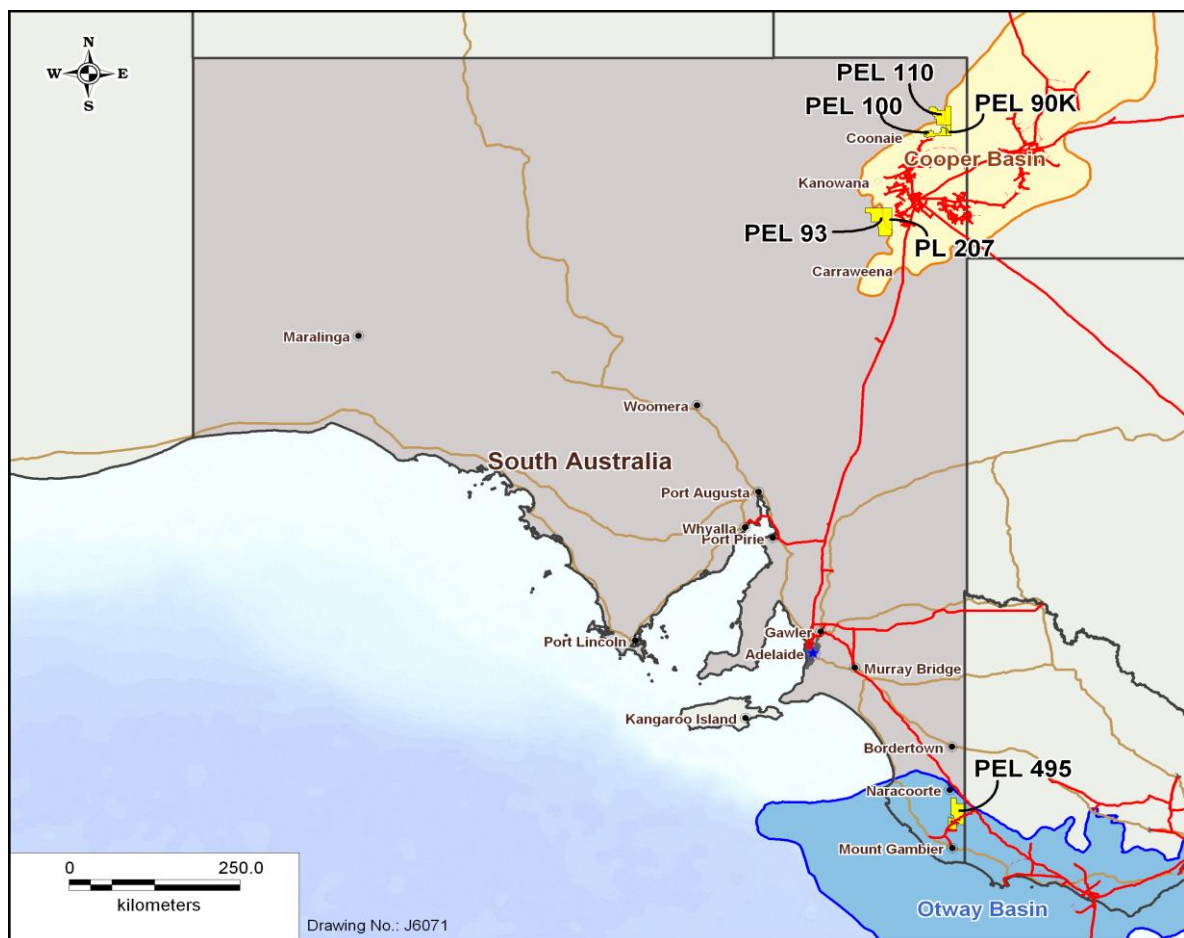 N
W E
S
PEL 110
PEL 100
PEL 90K
Coonaie
Cooper Basin
Kanowana
PEL 93
PL 207
Carraweena
Maralinga
Woomera
South Australia
Port Augusta
Whyalla
Port Pirie
Gawler
Port Lincoln
Adelaide
Murray Bridge
Kangaroo Island
Bordertown
PEL 495
Naracoorte
Mount Gambier
0 250.0
kilometers
Otway Basin
Drawing No.: J6071